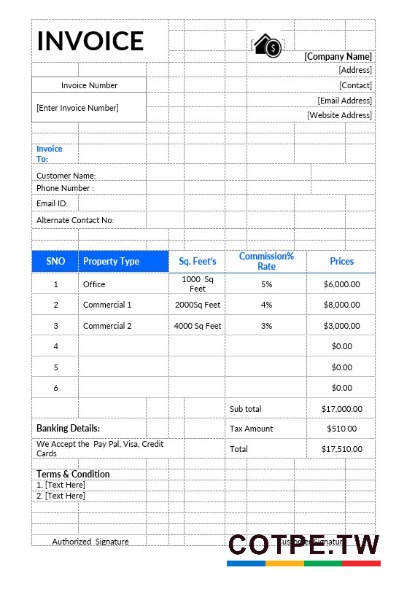 INVOICE
[Company Name]
[Address]
Invoice Number
[Contact]
[Enter Invoice Number]
[Email Address]
[Website Address]
Invoice
To:
Customer Name:
Phone Number :
Email ID:
Alternate Contact No:
SNO Property Type Sq. Feet's Commission% Rate Prices
1 Office 1000 Sq Feet 5% $6,000.00
2 Commercial 1 2000Sq Feet 4% $8,000.00
3 Commercial 2 4000 Sq Feet 3% $3,000.00
4 $0.00
5 $0.00
6 $0.00
Sub total $17,000.00
Banking Details: Tax Amount $510.00
We Accept the Pay Pal, Visa, Credit
Cards
Total $17,510.00
Terms & Condition
1. [Text Here]
2. [Text Here]
Authorized Signature
COTPE.TW